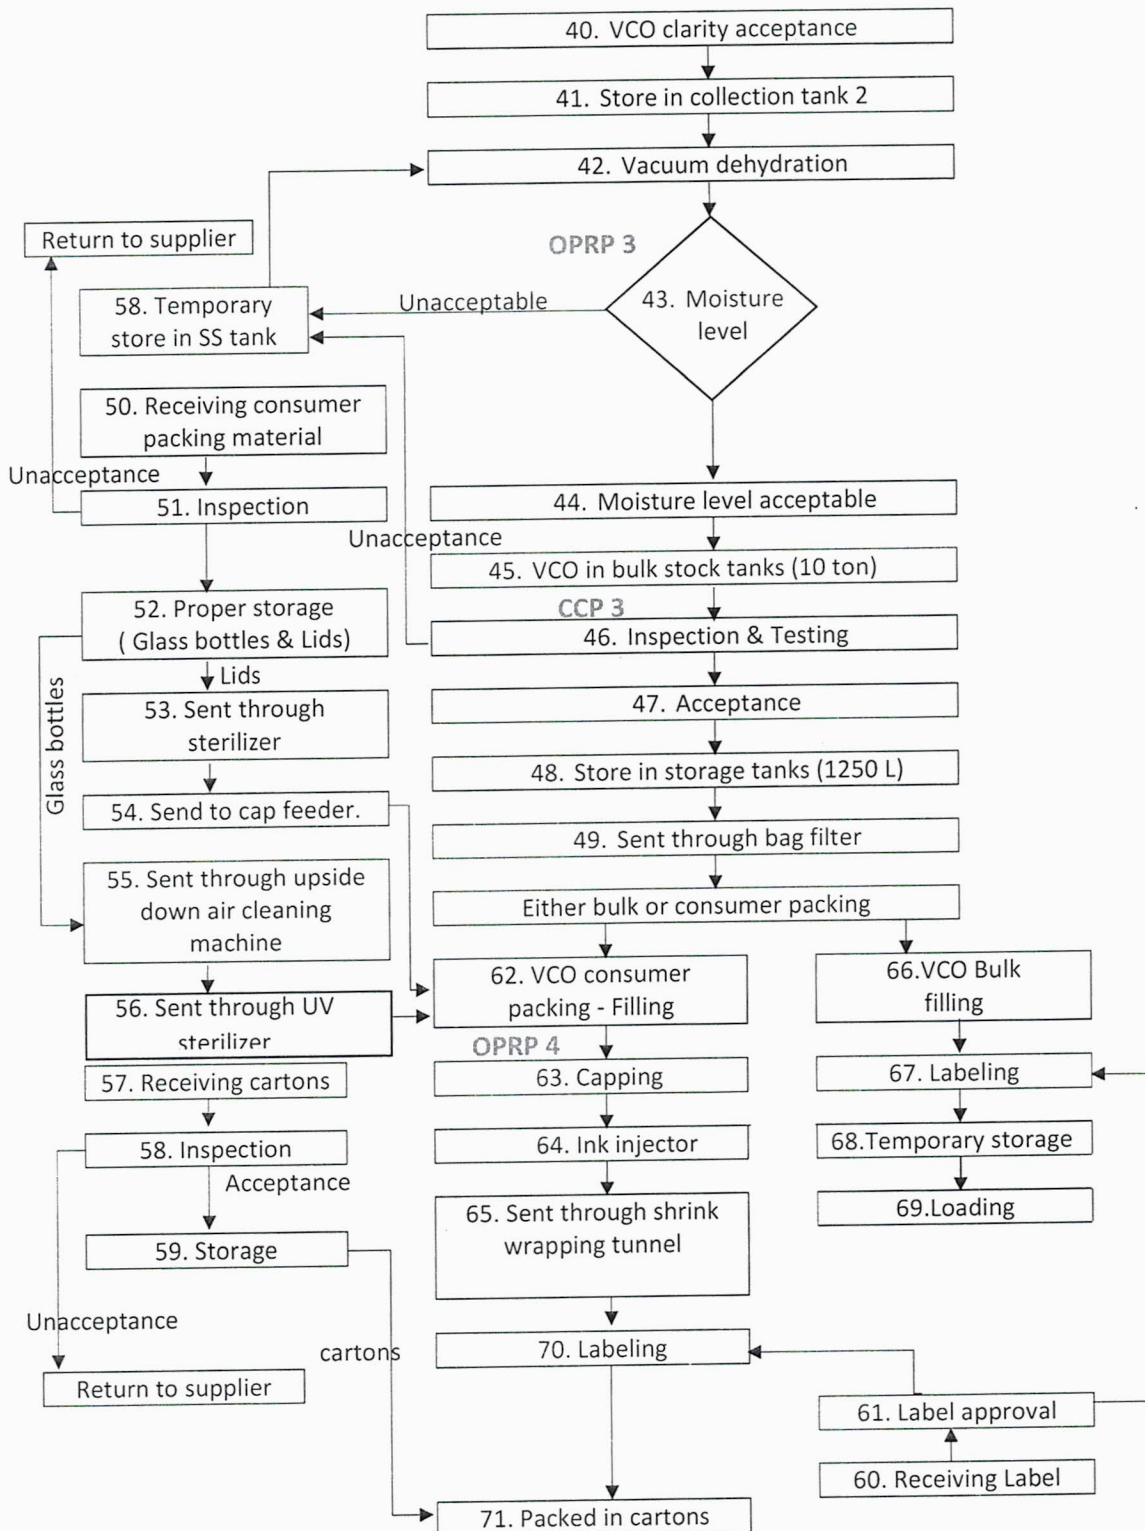 40. VCO clarity acceptance
41. Store in collection tank 2
42. Vacuum dehydration
Return to supplier
OPRP 3
58. Temporary
store in SS tank
Unacceptable
43. Moisture
level
50. Receiving consumer
packing material
Unacceptance
51. Inspection
44. Moisture level acceptable
Unacceptance
45. VCO in bulk stock tanks (10 ton)
52. Proper storage
( Glass bottles & Lids)
CCP 3
46. Inspection & Testing
Lids
Glass bottles
53. Sent through
sterilizer
47. Acceptance
48. Store in storage tanks (1250 L)
54. Send to cap feeder.
49. Sent through bag filter
55. Sent through upside
down air cleaning
machine
Either bulk or consumer packing
62. VCO consumer
packing - Filling
66.VCO Bulk
filling
56. Sent through UV
sterilizer
OPRP 4
57. Receiving cartons
63. Capping
67. Labeling
58. Inspection
64. Ink injector
68.Temporary storage
Acceptance
65. Sent through shrink
wrapping tunnel
69.Loading
59. Storage
Unacceptance
cartons
70. Labeling
Return to supplier
61. Label approval
60. Receiving Label
71. Packed in cartons